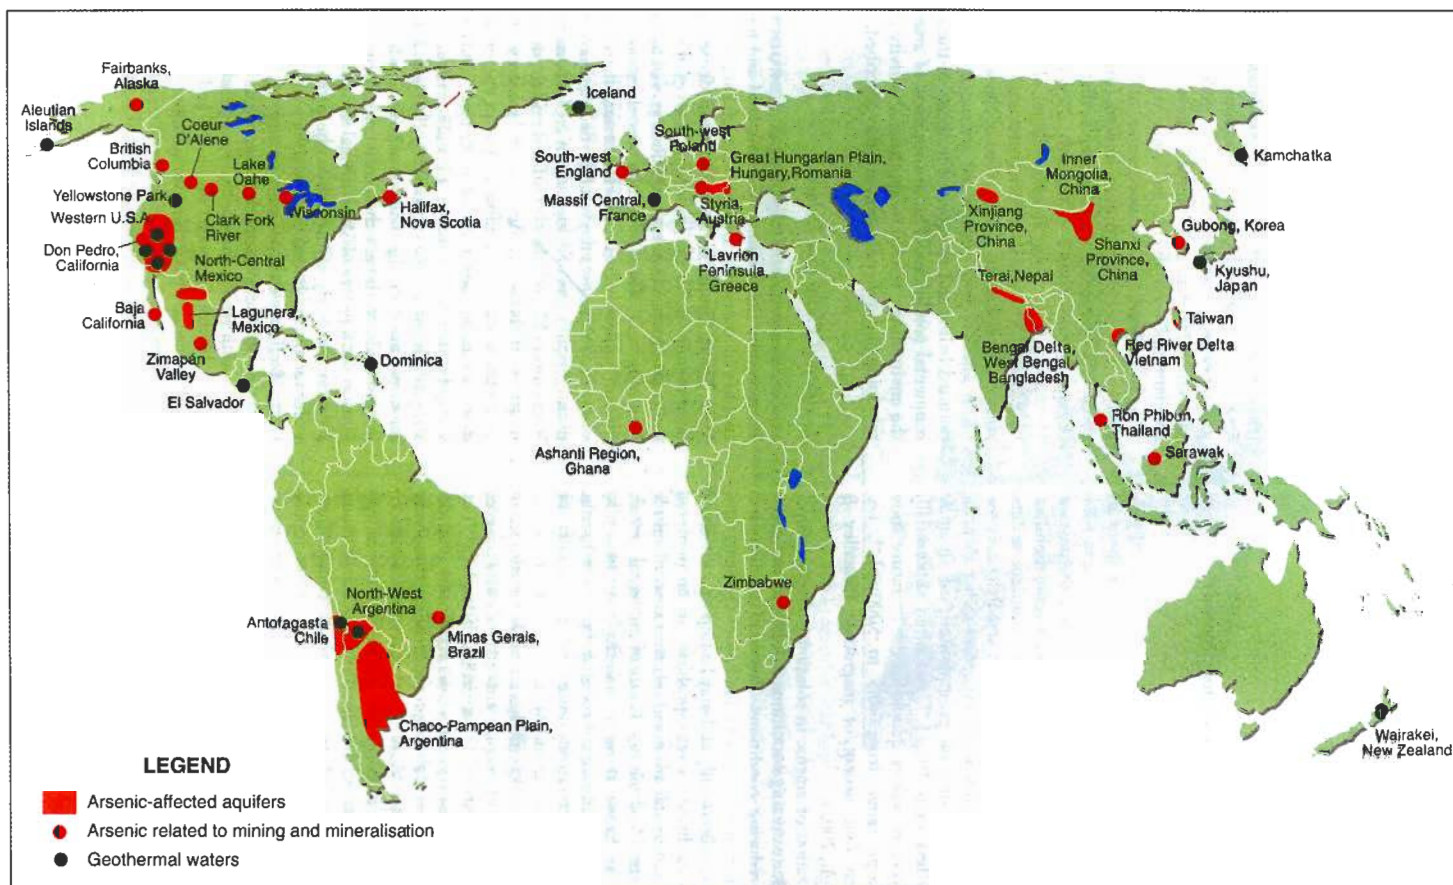 Fairbanks,
Alaska
Aleutian
Islands
Coeur
D'Alene
British
Columbia
Lake
Oahe
Yellowstone Park
Western U.S.A
Clark Fork
River
Wisconsin
Halifax,
Nova Scotia
Don Pedro,
California
North-Central
Mexico
Baja
California
Lagunera,
Mexico
Zimapan
Valley
El Salvador
Dominica
Iceland
South-west
Poland
South-west
England
Great Hungarian Plain,
Hungary,Romania
Massif Central,
France
Styria,
Austria
Lavrion
Peninsula,
Greece
Inner
Mongolia,
China
Kamchatka
Xinjiang
Province,
China
Shanxi
Province,
China
Gubong, Korea
Kyushu,
Japan
Terai,Nepal
Taiwan
Bengal Delta,
West Bengal,
Bangladesh
Red River Delta
Vietnam
Ron Phibun,
Thailand
Sarawak
Ashanti Region,
Ghana
Zimbabwe
North-West
Argentina
Antofagasta
Chile
Minas Gerais,
Brazil
Chaco-Pampean Plain,
Argentina
Wairakei,
New Zealand
LEGEND
Arsenic-affected aquifers
Arsenic related to mining and mineralisation
Geothermal waters